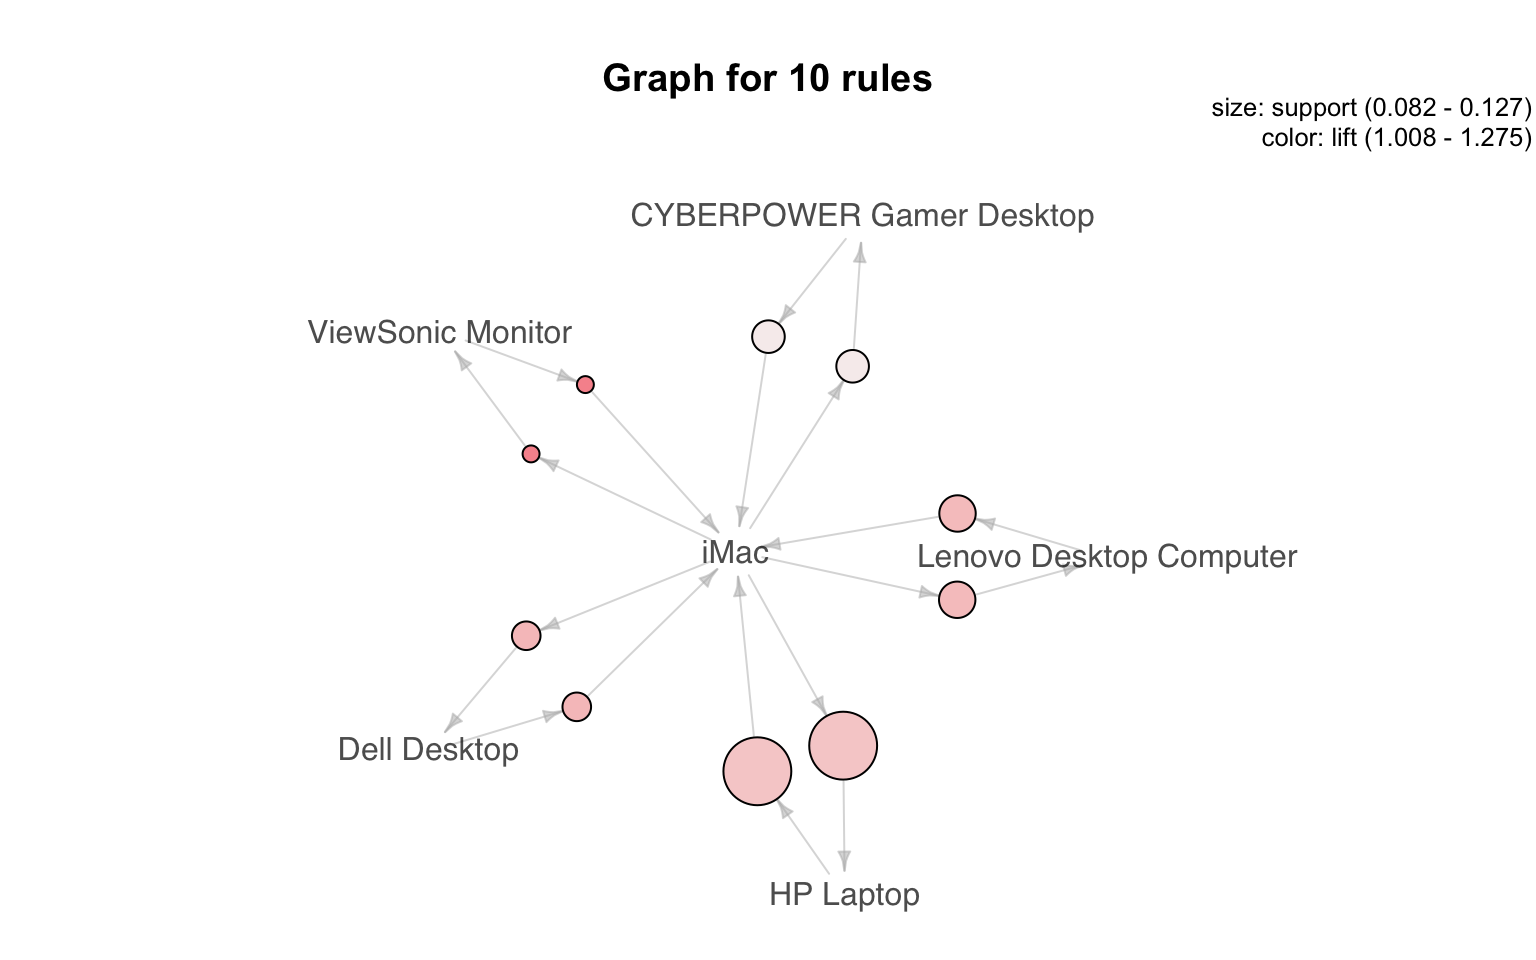 Graph for 10 rules
size: support (0.082 - 0.127)
color: lift (1.008 - 1.275)
CYBERPOWER Gamer Desktop
ViewSonic Monitor
iMac
Lenovo Desktop Computer
Dell Desktop
HP Laptop